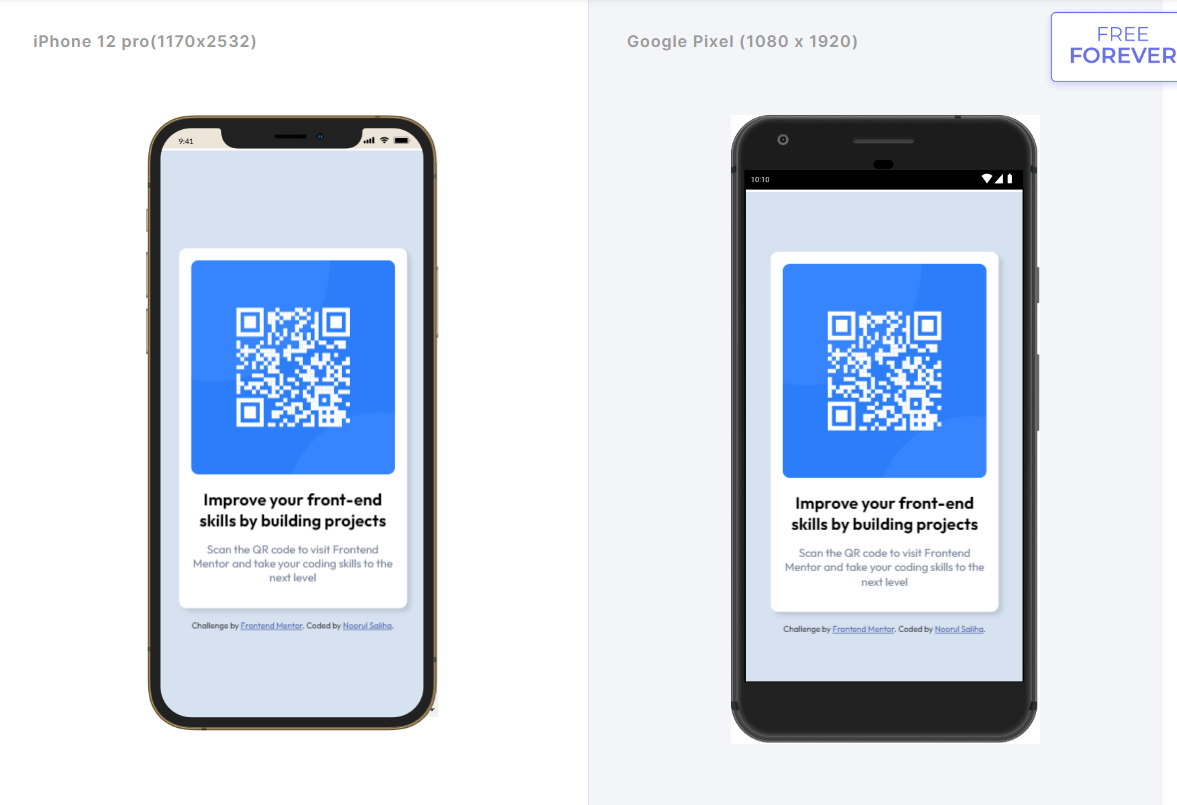 iPhone 12 pro(1170x2532)
9:41
Improve your front-end
skills by building projects
Scan the QR code to visit Frontend
Mentor and take your coding skills to the
next level
Challenge by Frontend Mentor. Coded by Noorul Saliha.
Google Pixel (1080 x 1920)
FREE
FOREVER
10:10
Improve your front-end
skills by building projects
Scan the QR code to visit Frontend
Mentor and take your coding skills to the
next level
Challenge by Frontend Mentor. Coded by Noorul Saliha.